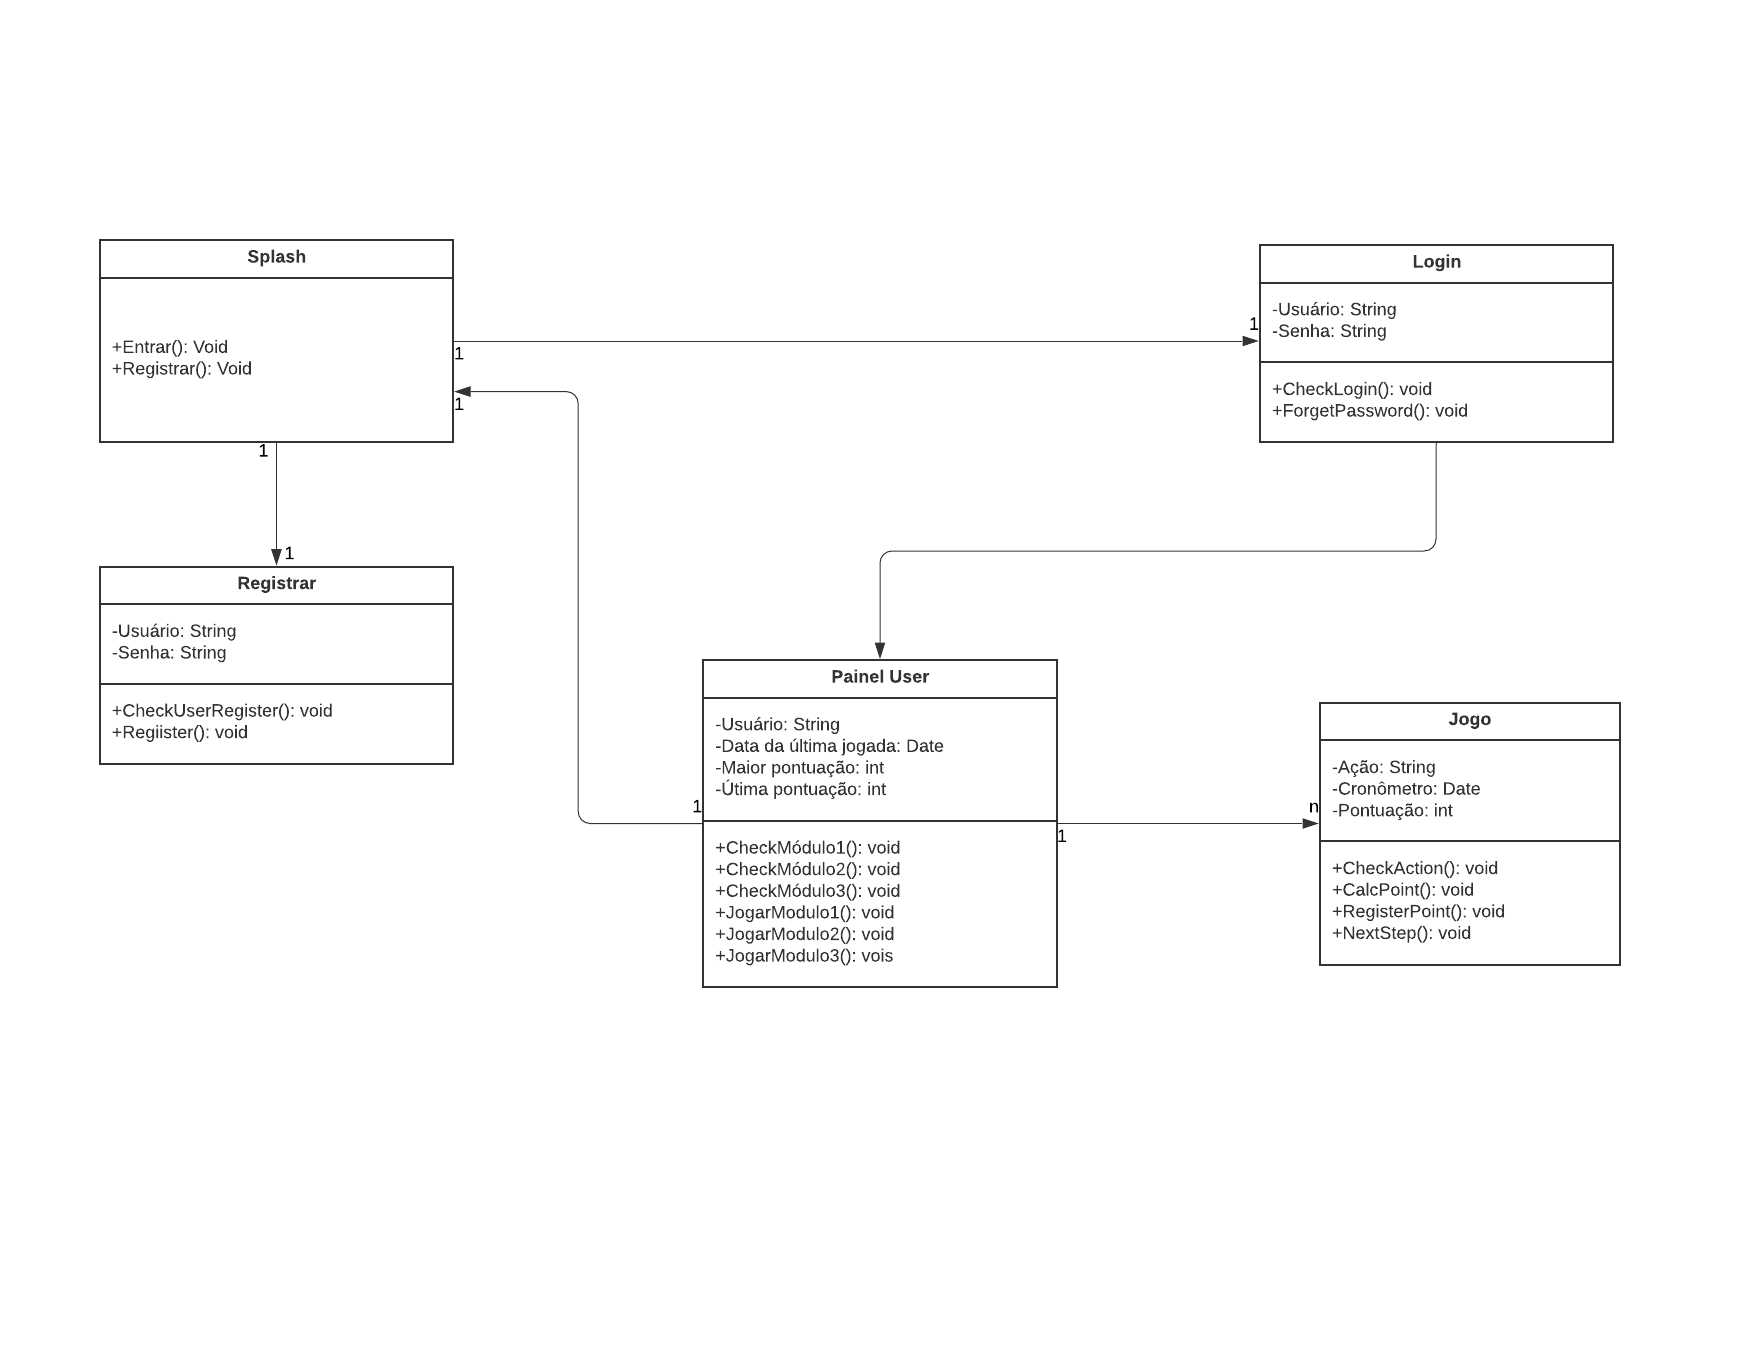 Splash
+Entrar(): Void
+Registrar(): Void
1
1
1
1
1
Login
-Usuário: String
-Senha: String
+CheckLogin(): void
+ForgetPassword(): void
Registrar
-Usuário: String
-Senha: String
+CheckUserRegister(): void
+Regiister(): void
Painel User
-Usuário: String
-Data da última jogada: Date
-Maior pontuação: int
-Útima pontuação: int
1
1
n
+CheckMódulo1(): void
+CheckMódulo2(): void
+CheckMódulo3(): void
+JogarModulo1(): void
+JogarModulo2(): void
+JogarModulo3(): vois
Jogo
-Ação: String
-Cronômetro: Date
-Pontuação: int
+CheckAction(): void
+CalcPoint(): void
+RegisterPoint(): void
+NextStep(): void